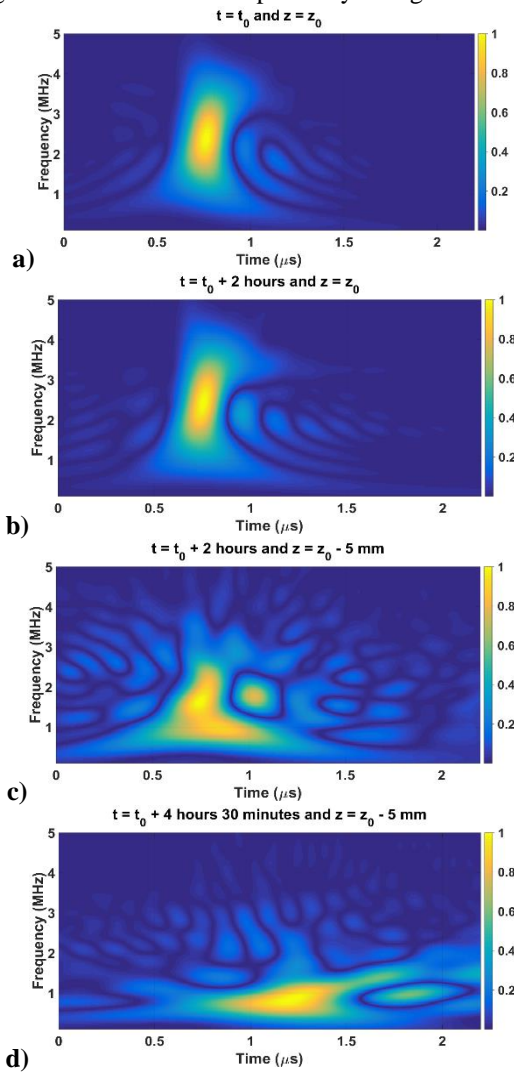 t = t0 and z = z0
Frequency (MHz)
5
4
3
2
1
0 0.5 1 1.5 2
Time (μs)
1
0.8
0.6
0.4
0.2
a)
t = t0 + 2 hours and z = z0
Frequency (MHz)
5
4
3
2
1
0 0.5 1 1.5 2
Time (μs)
1
0.8
0.6
0.4
0.2
b)
t = t0 + 2 hours and z = z0 - 5 mm
Frequency (MHz)
5
4
3
2
1
0 0.5 1 1.5 2
Time (μs)
1
0.8
0.6
0.4
0.2
c)
t = t0 + 4 hours 30 minutes and z = z0 - 5 mm
Frequency (MHz)
5
4
3
2
1
0 0.5 1 1.5 2
Time (μs)
1
0.8
0.6
0.4
0.2
d)